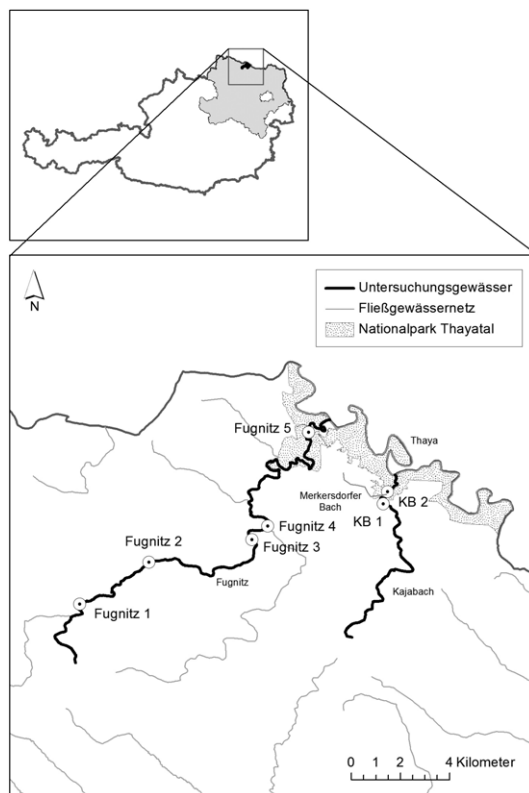 N
Untersuchungsgewässer
Fließgewässernetz
Nationalpark Thayatal
Fugnitz 5
Thaya
Merkersdorfer
Bach
KB 2
KB 1
Fugnitz 4
Fugnitz 3
Fugnitz 2
Fugnitz
Kajabach
Fugnitz 1
0 1 2 4 Kilometer